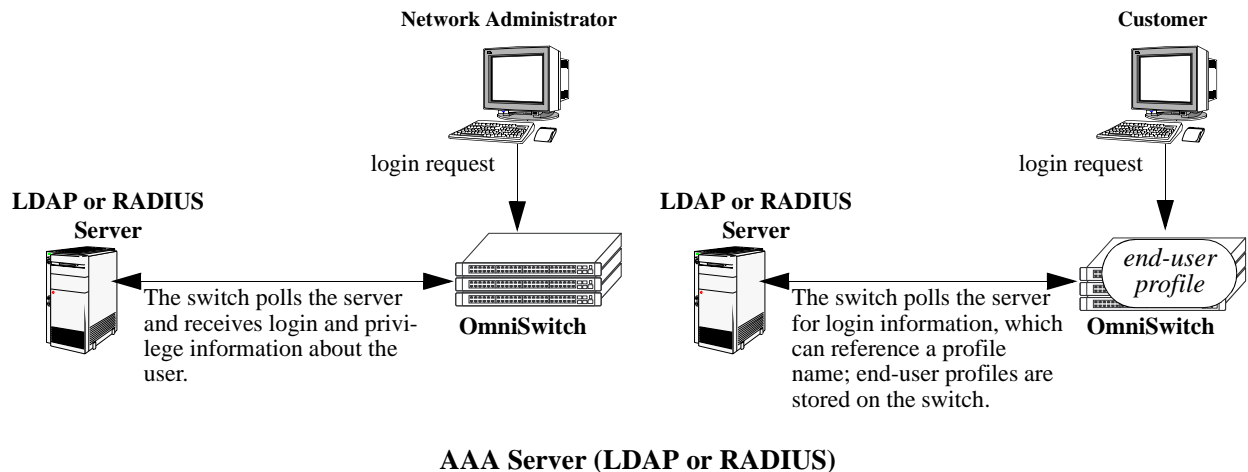 Network Administrator
login request
LDAP or RADIUS
Server
The switch polls the server
and receives login and privi-
lege information about the
user.
OmniSwitch
Customer
login request
LDAP or RADIUS
Server
end-user
profile
The switch polls the server
for login information, which
can reference a profile
name; end-user profiles are
stored on the switch.
OmniSwitch
AAA Server (LDAP or RADIUS)